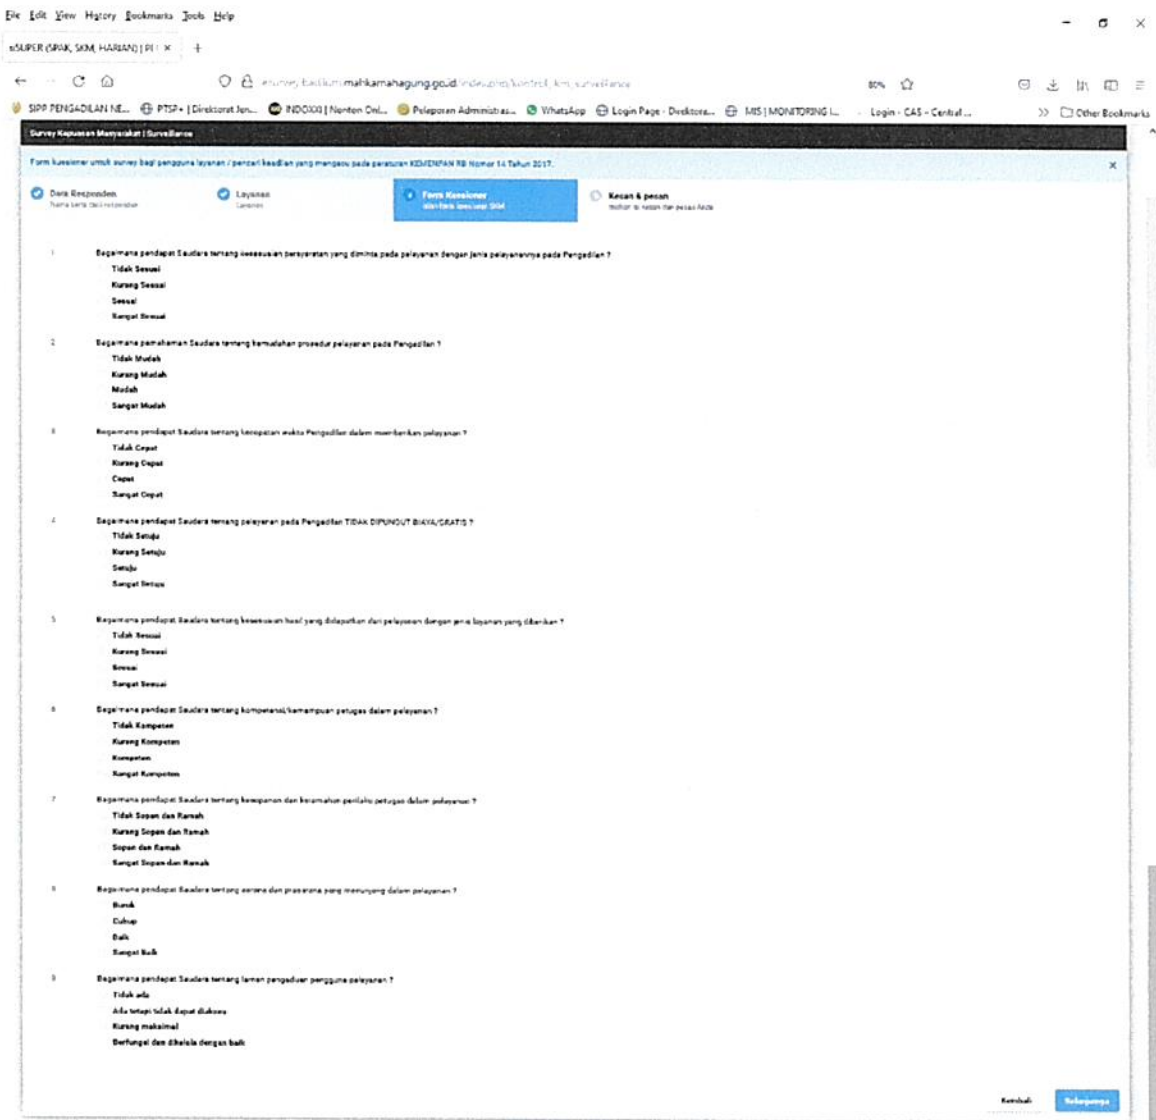 File Edit View History Bookmarks Tools Help
siSUPER (SPAK, SKM, HARIAN) | PE
80%
SIPP PENGADILAN NE... PTSP+ | Direktorat Jen... INDOXXI | Nonton Onl... Pelaporan Administras... WhatsApp Login Page - Direktora... MIS | MONITORING I... Login - CAS – Central ... Other Bookmarks
Survey Kepuasan Masyarakat | Surveillance
Form kuesioner untuk survey bagi pengguna layanan / pencari keadilan yang mengacu pada peraturan KEMENPAN RB Nomor 14 Tahun 2017.
Data Responden Layanan Form Kuesioner Kesan & pesan
Layanan
1 Bagaimana pendapat Saudara tentang kesesuaian persyaratan yang diminta pada pelayanan dengan jenis pelayanannya pada Pengadilan ?
Tidak Sesuai
Kurang Sesuai
Sesuai
Sangat Sesuai
2 Bagaimana pemahaman Saudara tentang kemudahan prosedur pelayanan pada Pengadilan ?
Tidak Mudah
Kurang Mudah
Mudah
Sangat Mudah
3 Bagaimana pendapat Saudara tentang kecepatan waktu Pengadilan dalam memberikan pelayanan ?
Tidak Cepat
Kurang Cepat
Cepat
Sangat Cepat
4 Bagaimana pendapat Saudara tentang pelayanan pada Pengadilan TIDAK DIPUNGUT BIAYA/GRATIS ?
Tidak Setuju
Kurang Setuju
Setuju
Sangat Setuju
5 Bagaimana pendapat Saudara tentang kesesuaian hasil yang didapatkan dari pelayanan dengan jenis layanan yang diberikan ?
Tidak Sesuai
Kurang Sesuai
Sesuai
Sangat Sesuai
6 Bagaimana pendapat Saudara tentang kompetensi/kemampuan petugas dalam pelayanan ?
Tidak Kompeten
Kurang Kompeten
Kompeten
Sangat Kompeten
7 Bagaimana pendapat Saudara tentang kesopanan dan keramahan perilaku petugas dalam pelayanan ?
Tidak Sopan dan Ramah
Kurang Sopan dan Ramah
Sopan dan Ramah
Sangat Sopan dan Ramah
8 Bagaimana pendapat Saudara tentang sarana dan prasarana yang menunjang dalam pelayanan ?
Buruk
Cukup
Baik
Sangat Baik
9 Bagaimana pendapat Saudara tentang laman pengaduan pengguna pelayanan ?
Tidak ada
Ada tetapi tidak dapat diakses
Kurang maksimal
Berfungsi dan dikelola dengan baik
Kembali Selanjutnya